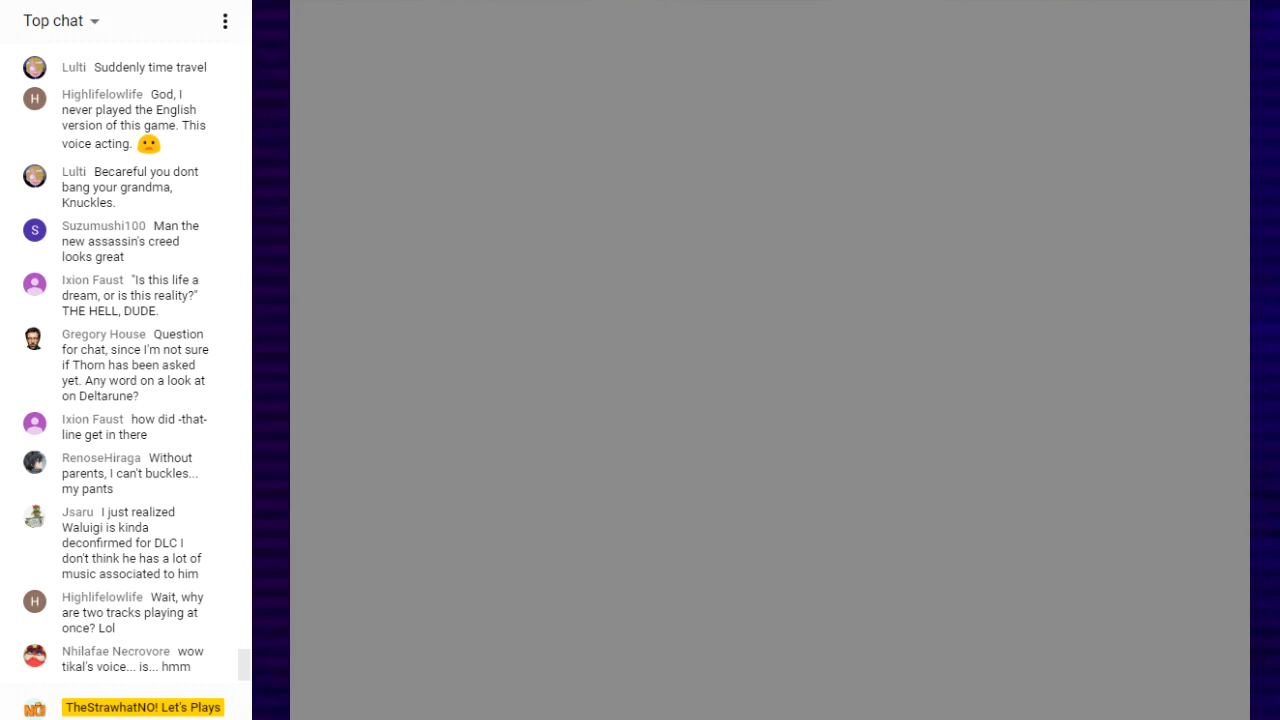 Top chat
Lulti Suddenly time travel
H Highlifelowlife God, I
never played the English
version of this game. This
voice acting.
Lulti Becareful you dont
bang your grandma,
Knuckles.
S Suzumushi100 Man the
new assassin's creed
looks great
Ixion Faust "Is this life a
dream, or is this reality?"
THE HELL, DUDE.
Gregory House Question
for chat, since I'm not sure
if Thorn has been asked
yet. Any word on a look at
on Deltarune?
Ixion Faust how did -that-
line get in there
RenoseHiraga Without
parents, I can't buckles...
my pants
Jsaru I just realized
Waluigi is kinda
deconfirmed for DLC I
don't think he has a lot of
music associated to him
H Highlifelowlife Wait, why
are two tracks playing at
once? Lol
Nhilafae Necrovore wow
tikal's voice... is... hmm
NO TheStrawhatNO! Let's Plays